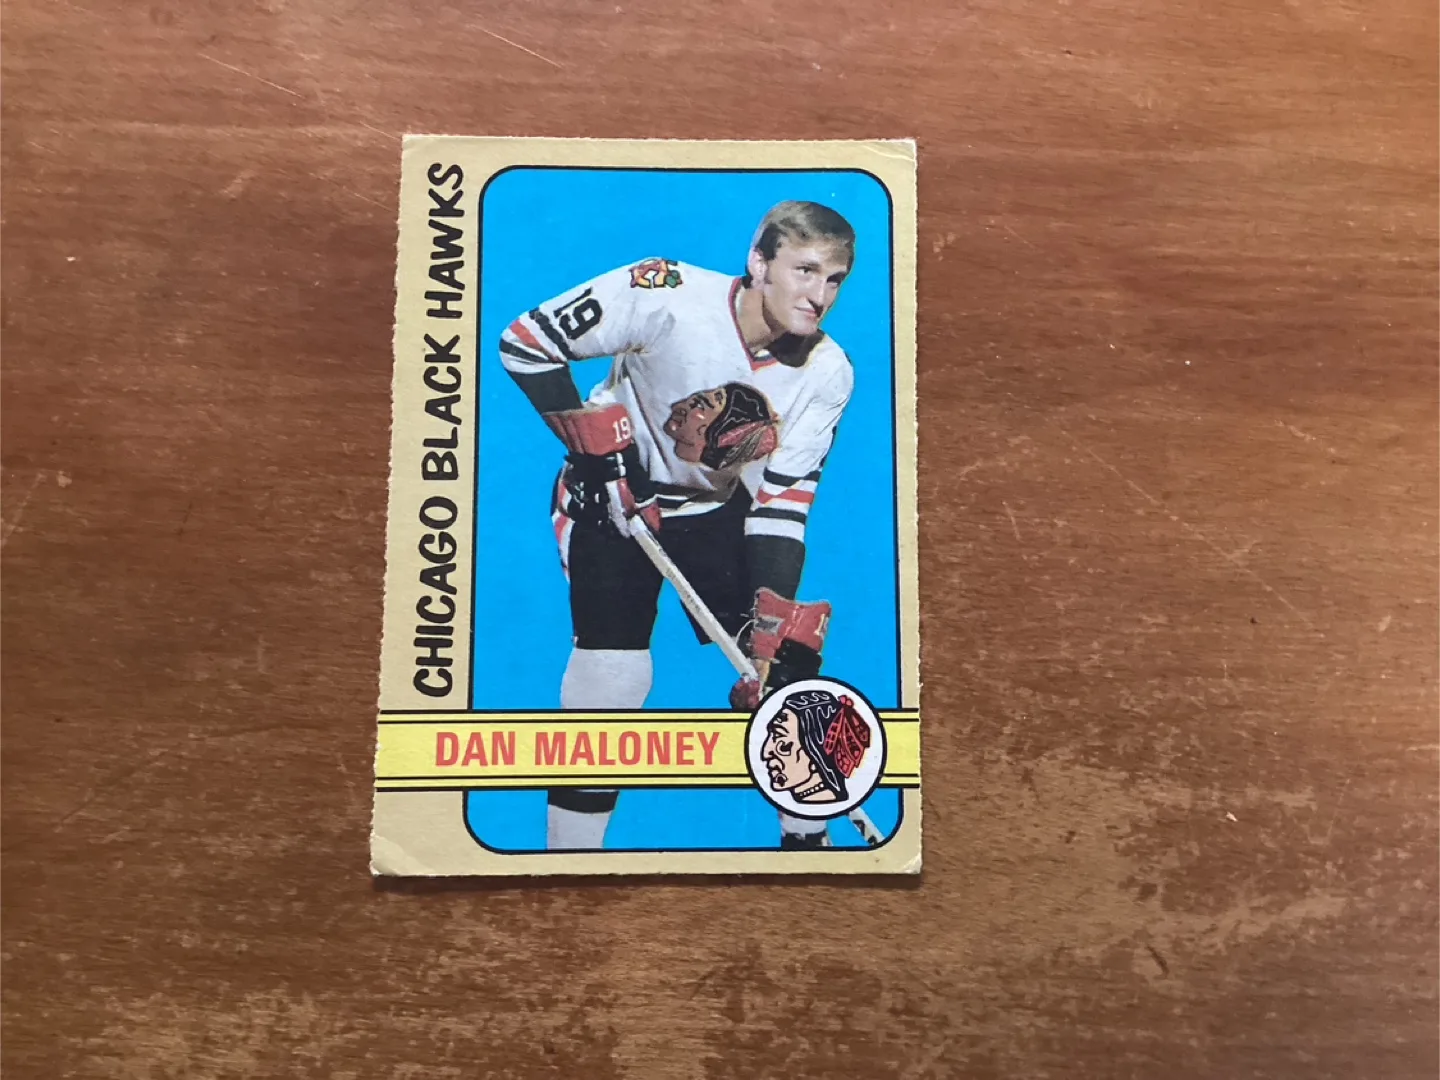 CHICAGO BLACK HAWKS
19
19
DAN MALONEY